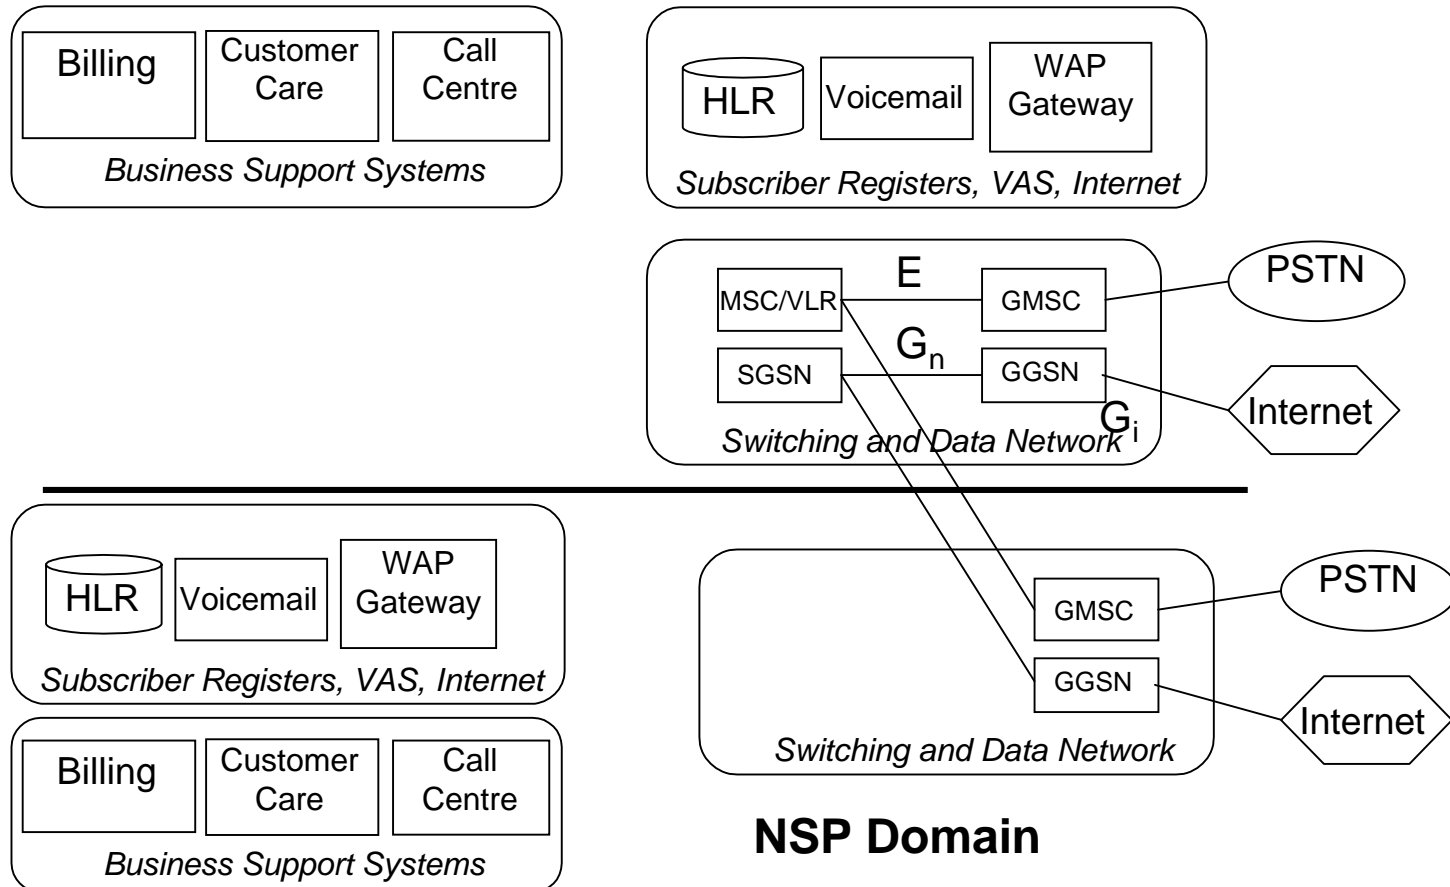 Billing
Customer
Care
Call
Centre
Business Support Systems
HLR
Voicemail
WAP
Gateway
Subscriber Registers, VAS, Internet
MSC/VLR
E
GMSC
PSTN
SGSN
Gn
GGSN
Gi
Internet
Switching and Data Network
HLR
Voicemail
WAP
Gateway
Subscriber Registers, VAS, Internet
GMSC
PSTN
GGSN
Internet
Switching and Data Network
Billing
Customer
Care
Call
Centre
Business Support Systems
NSP Domain